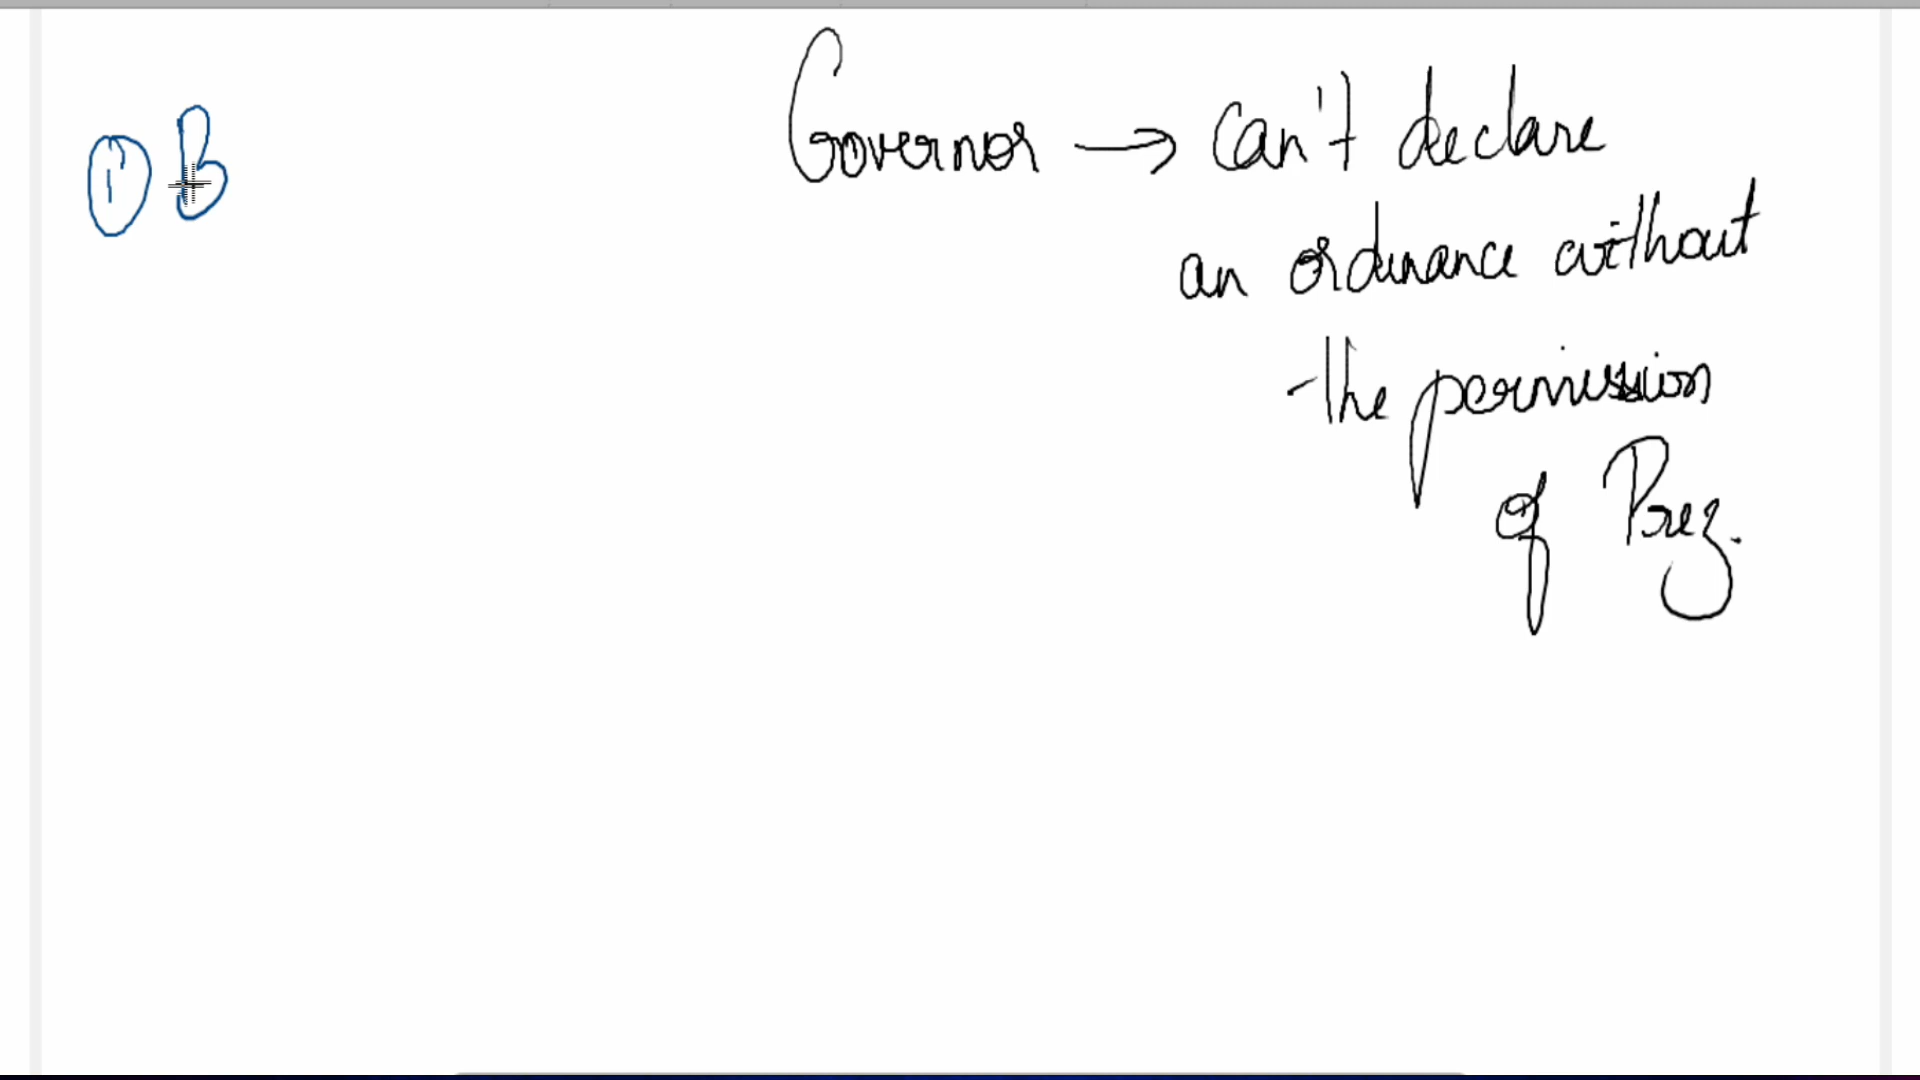 ① B
Governor → can't declare
an ordinance without
the permission
of Prez.